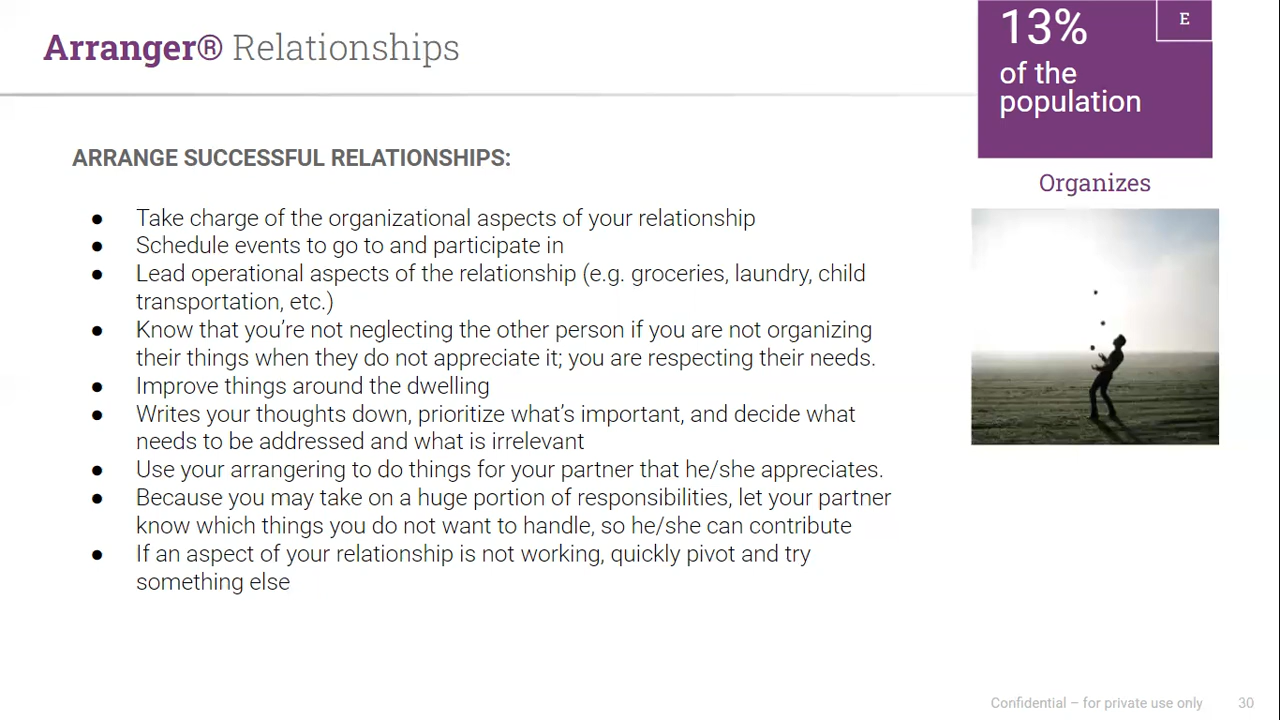 Arranger® Relationships
13%
E
of the
population
Organizes
ARRANGE SUCCESSFUL RELATIONSHIPS:
● Take charge of the organizational aspects of your relationship
● Schedule events to go to and participate in
● Lead operational aspects of the relationship (e.g. groceries, laundry, child
transportation, etc.)
● Know that you’re not neglecting the other person if you are not organizing
their things when they do not appreciate it; you are respecting their needs.
● Improve things around the dwelling
● Writes your thoughts down, prioritize what’s important, and decide what
needs to be addressed and what is irrelevant
● Use your arrangering to do things for your partner that he/she appreciates.
● Because you may take on a huge portion of responsibilities, let your partner
know which things you do not want to handle, so he/she can contribute
● If an aspect of your relationship is not working, quickly pivot and try
something else
Confidential – for private use only
30